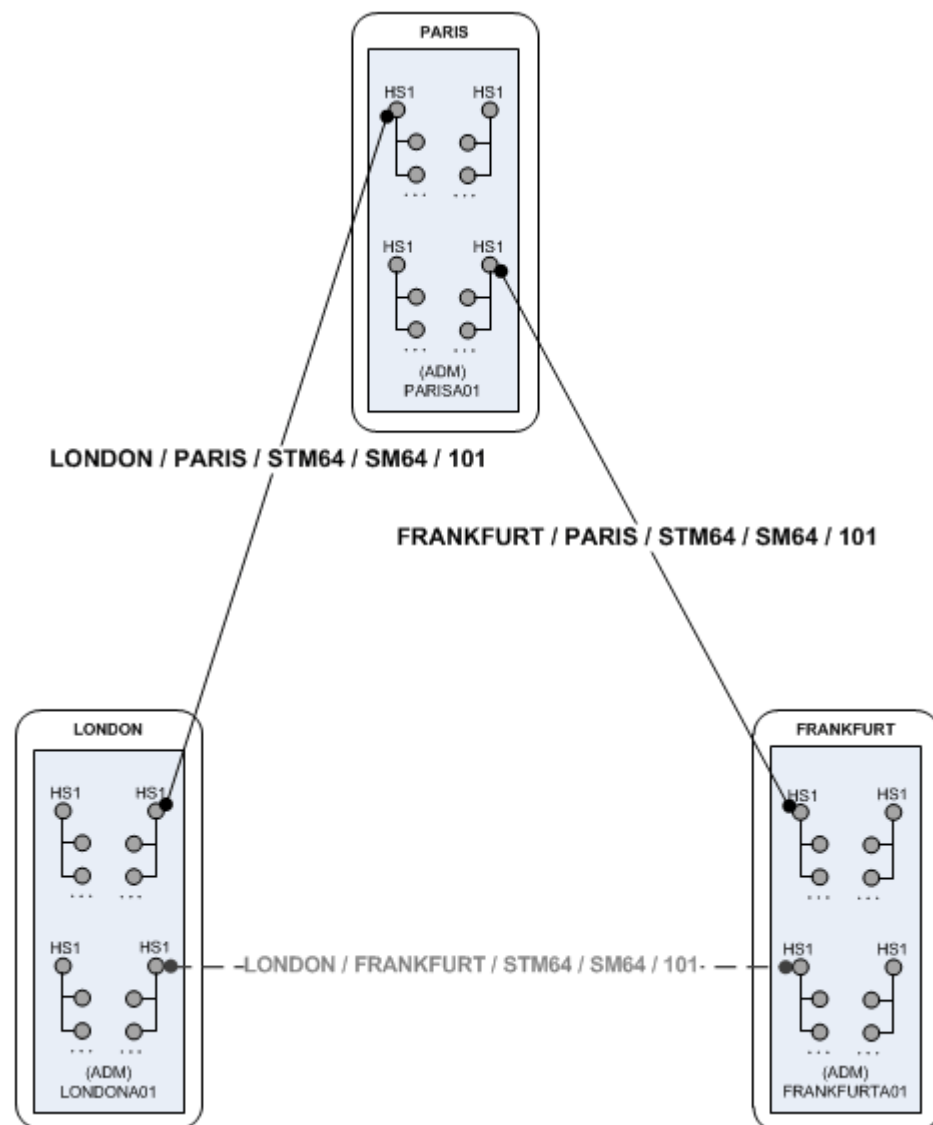 PARIS
HS1 HS1
... ...
HS1 HS1
... ...
(ADM)
PARISA01
LONDON / PARIS / STM64 / SM64 / 101
FRANKFURT / PARIS / STM64 / SM64 / 101
LONDON
HS1 HS1
... ...
HS1 HS1
... ...
(ADM)
LONDONA01
FRANKFURT
HS1 HS1
... ...
HS1 HS1
... ...
(ADM)
FRANKFURTA01
LONDON / FRANKFURT / STM64 / SM64 / 101